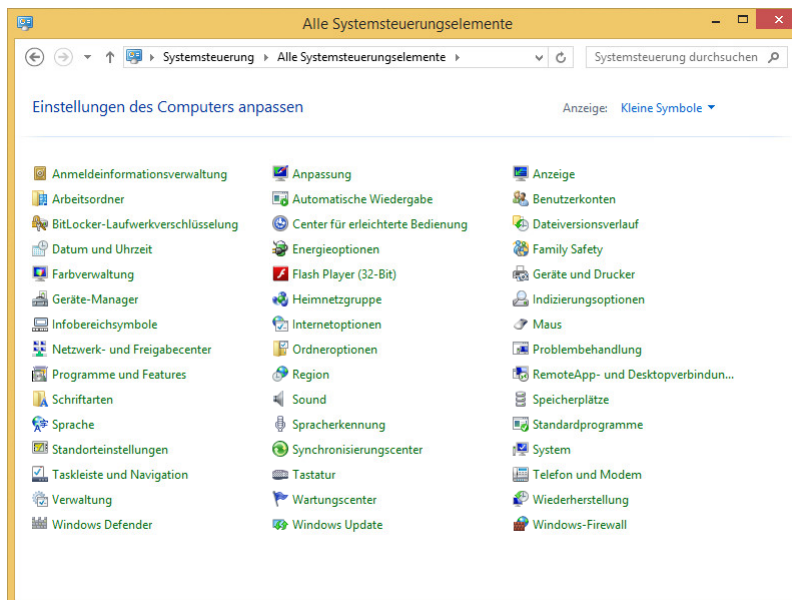 Alle Systemsteuerungselemente
Systemsteuerung Alle Systemsteuerungselemente Systemsteuerung durchsuchen
Einstellungen des Computers anpassen Anzeige: Kleine Symbole
Anmeldeinformationsverwaltung Anpassung Anzeige
Arbeitsordner Automatische Wiedergabe Benutzerkonten
BitLocker-Laufwerkverschlüsselung Center für erleichterte Bedienung Dateiversionsverlauf
Datum und Uhrzeit Energieoptionen Family Safety
Farbverwaltung Flash Player (32-Bit) Geräte und Drucker
Geräte-Manager Heimnetzgruppe Indizierungsoptionen
Infobereichsymbole Internetoptionen Maus
Netzwerk- und Freigabecenter Ordneroptionen Problembehandlung
Programme und Features Region RemoteApp- und Desktopverbindun...
Schriftarten Sound Speicherplätze
Sprache Spracherkennung Standardprogramme
Standorteinstellungen Synchronisierungscenter System
Taskleiste und Navigation Tastatur Telefon und Modem
Verwaltung Wartungscenter Wiederherstellung
Windows Defender Windows Update Windows-Firewall